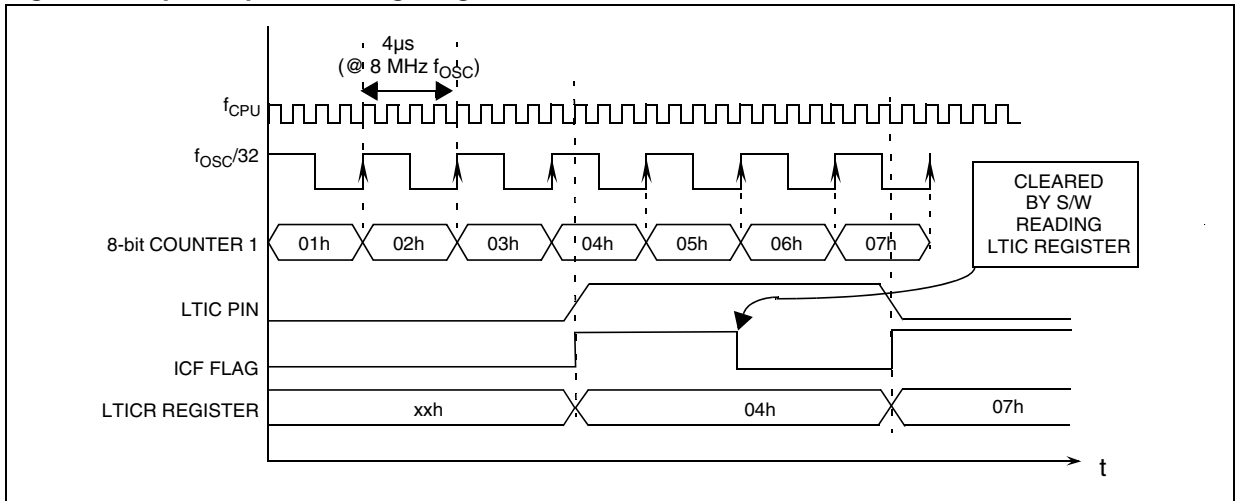 4µs
(@ 8 MHz fOSC)
fCPU
fOSC/32
CLEARED
BY S/W
READING
LTIC REGISTER
8-bit COUNTER 1 01h 02h 03h 04h 05h 06h 07h
LTIC PIN
ICF FLAG
LTICR REGISTER xxh 04h 07h
t